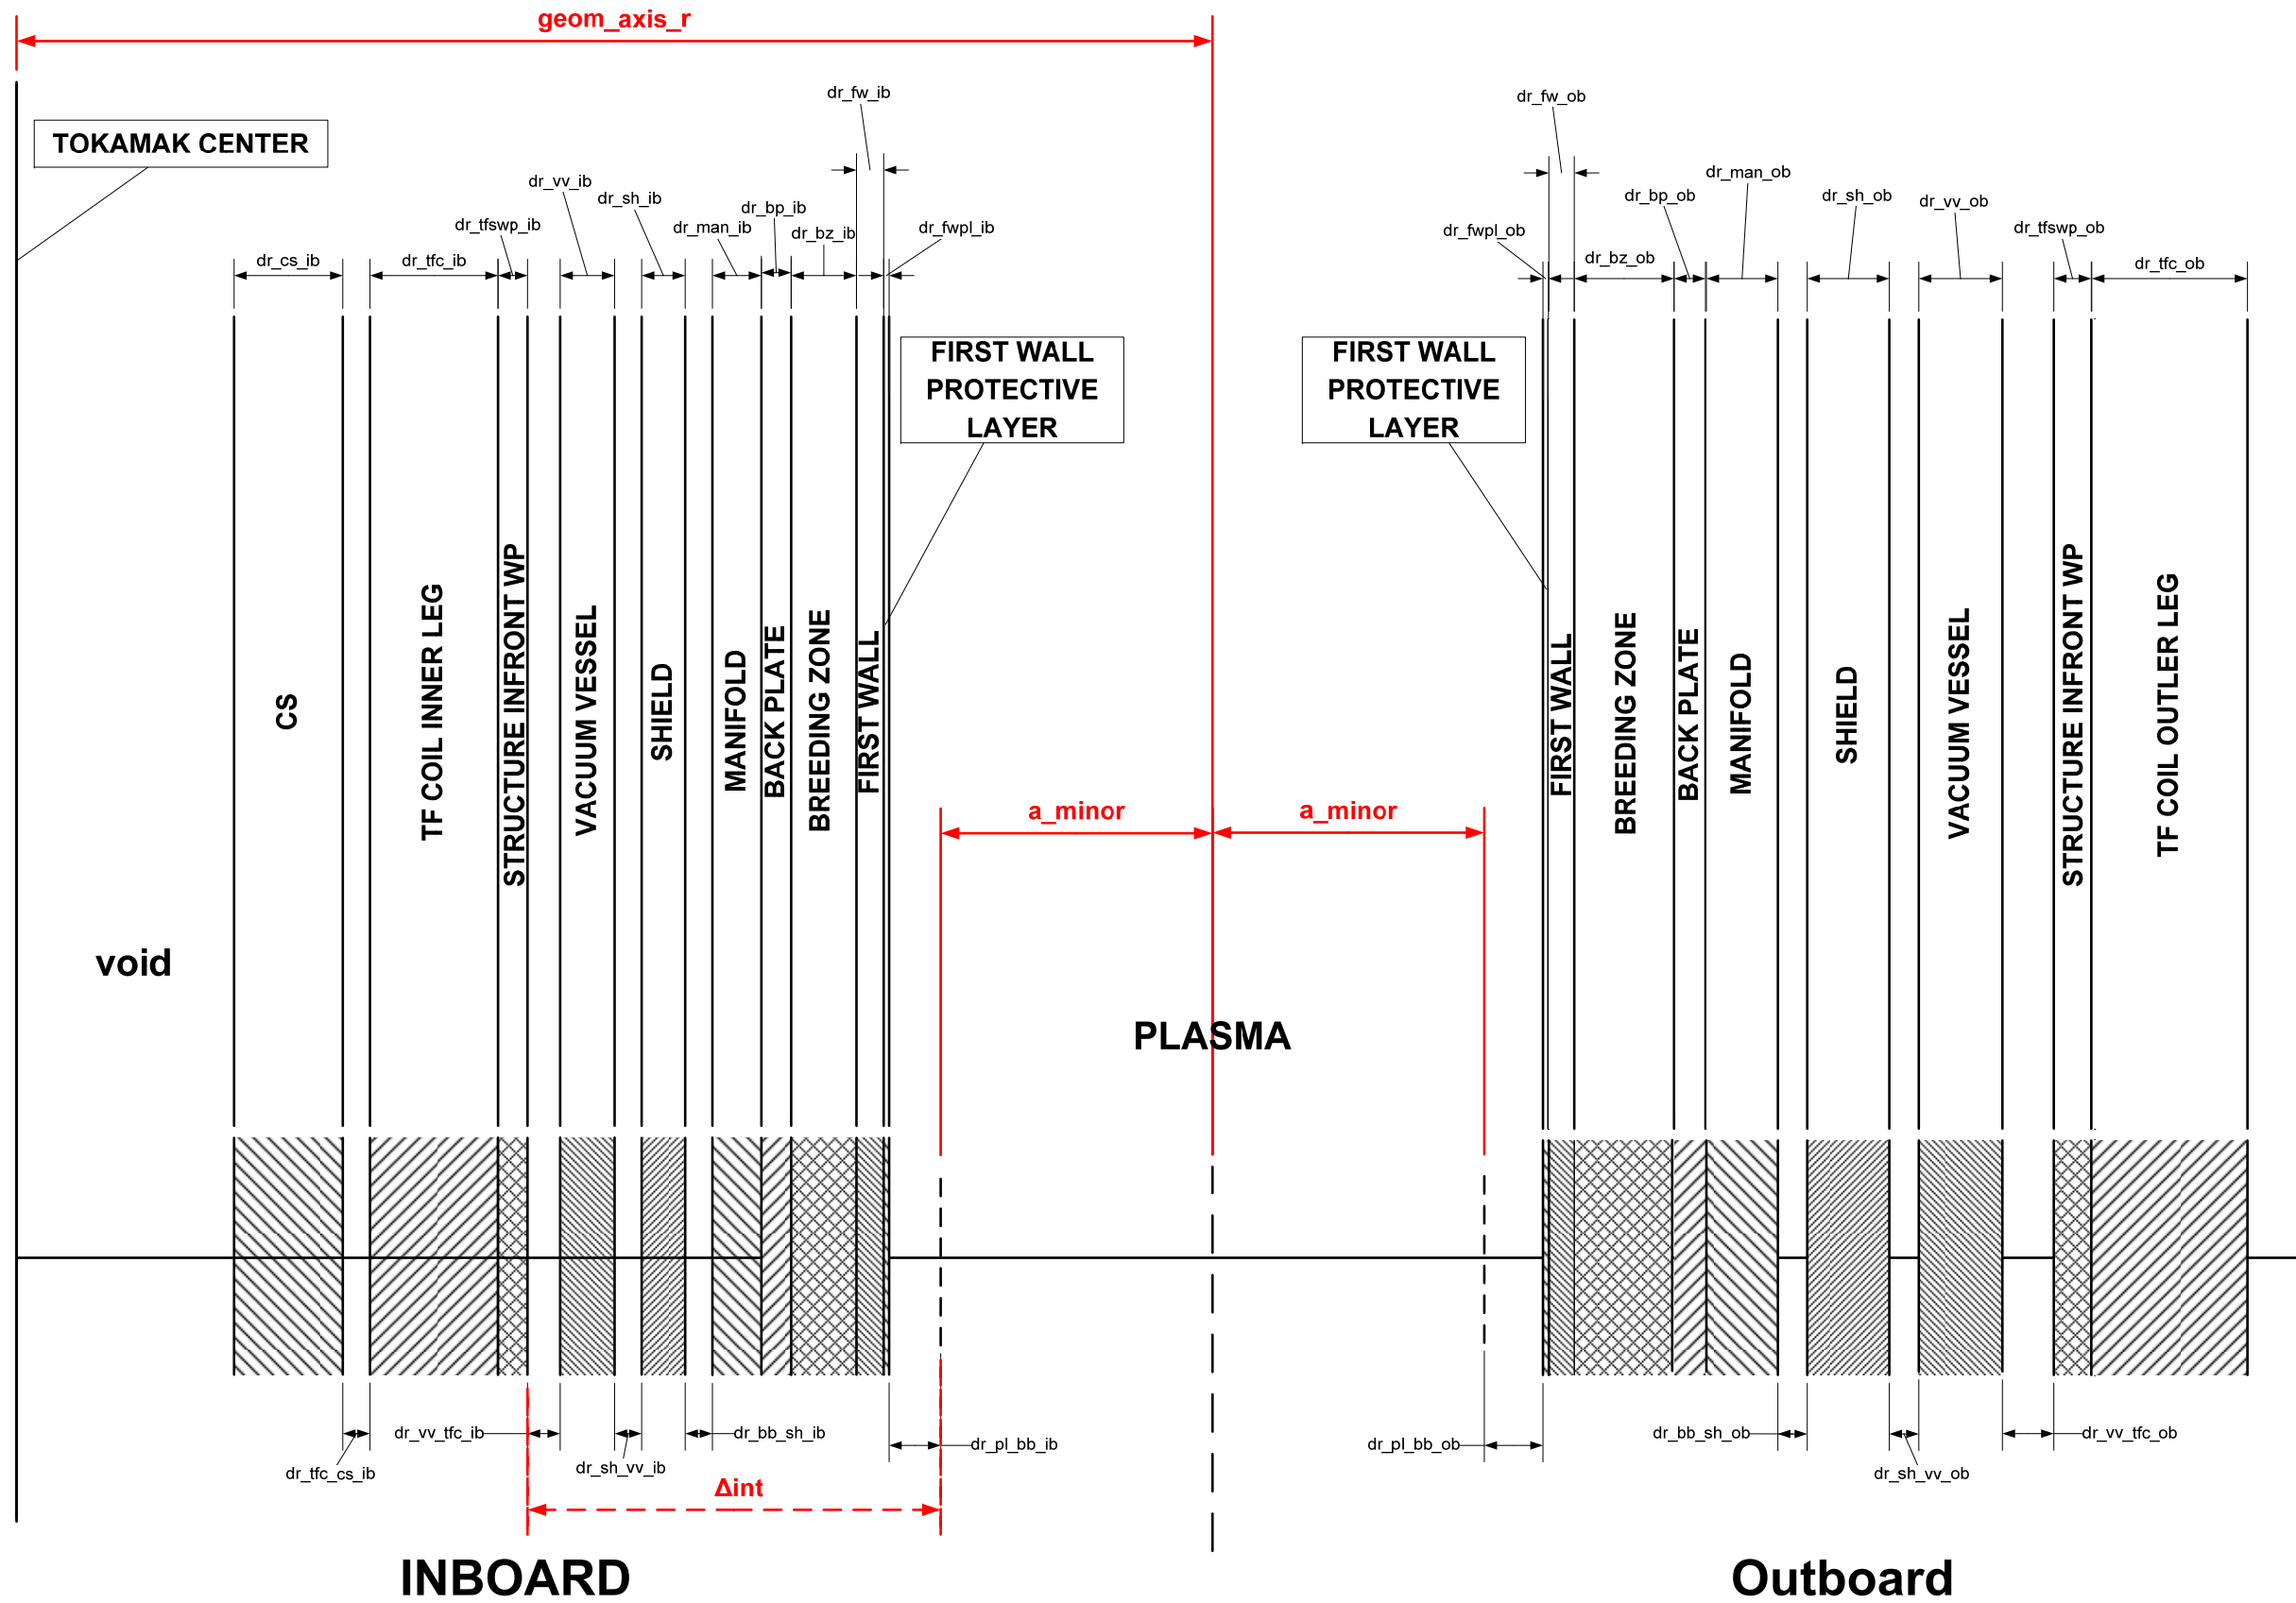 geom_axis_r
TOKAMAK CENTER
dr_fw_ib
dr_vv_ib
dr_sh_ib
dr_tfswp_ib
dr_man_ib
dr_bp_ib
dr_bz_ib
dr_fwpl_ib
dr_cs_ib
dr_tfc_ib
dr_fw_ob
dr_man_ob
dr_bp_ob
dr_sh_ob
dr_vv_ob
dr_fwpl_ob
dr_tfswp_ob
dr_bz_ob
dr_tfc_ob
FIRST WALL
PROTECTIVE
LAYER
FIRST WALL
PROTECTIVE
LAYER
CS
TF COIL INNER LEG
STRUCTURE INFRONT WP
VACUUM VESSEL
SHIELD
MANIFOLD
BACK PLATE
BREEDING ZONE
FIRST WALL
FIRST WALL
BREEDING ZONE
BACK PLATE
MANIFOLD
SHIELD
VACUUM VESSEL
STRUCTURE INFRONT WP
TF COIL OUTLER LEG
a_minor
a_minor
void
PLASMA
dr_tfc_cs_ib
dr_vv_tfc_ib
dr_sh_vv_ib
dr_bb_sh_ib
dr_pl_bb_ib
dr_pl_bb_ob
dr_bb_sh_ob
dr_sh_vv_ob
dr_vv_tfc_ob
Δint
INBOARD
Outboard